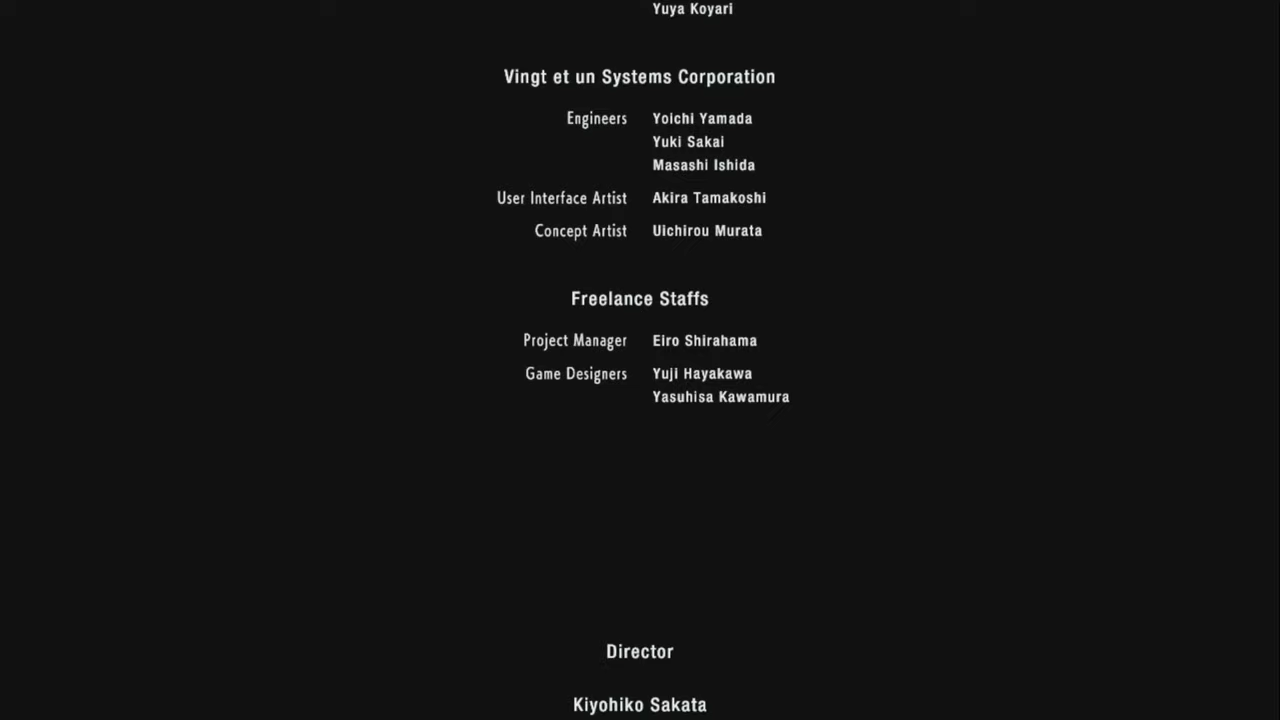 Yuya Koyari
Vingt et un Systems Corporation
Engineers Yoichi Yamada
Yuki Sakai
Masashi Ishida
User Interface Artist Akira Tamakoshi
Concept Artist Uichirou Murata
Freelance Staffs
Project Manager Eiro Shirahama
Game Designers Yuji Hayakawa
Yasuhisa Kawamura
Director
Kiyohiko Sakata